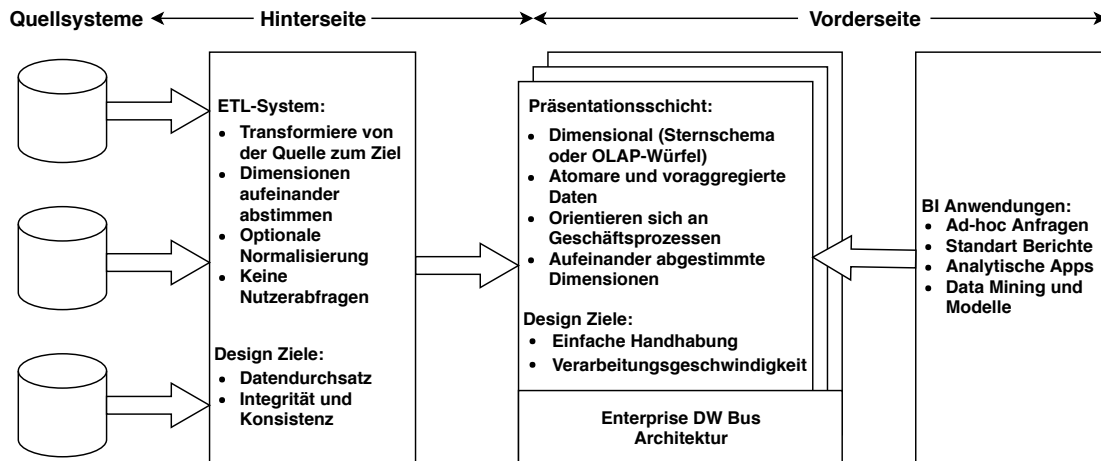 Quellsysteme
Hinterseite
Vorderseite
ETL-System:
• Transformiere von
der Quelle zum Ziel
• Dimensionen
aufeinander
abstimmen
• Optionale
Normalisierung
• Keine
Nutzerabfragen
Design Ziele:
• Datendurchsatz
• Integrität und
Konsistenz
Präsentationsschicht:
• Dimensional (Sternschema
oder OLAP-Würfel)
• Atomare und voraggregierte
Daten
• Orientieren sich an
Geschäftsprozessen
• Aufeinander abgestimmte
Dimensionen
Design Ziele:
• Einfache Handhabung
• Verarbeitungsgeschwindigkeit
Enterprise DW Bus
Architektur
BI Anwendungen:
• Ad-hoc Anfragen
• Standart Berichte
• Analytische Apps
• Data Mining und
Modelle